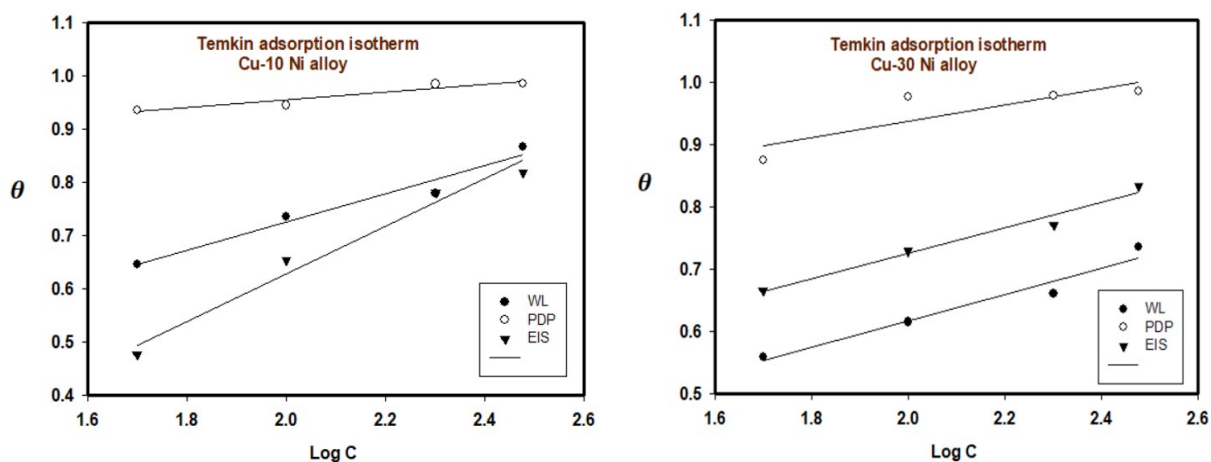 Temkin adsorption isotherm
Cu-10 Ni alloy
1.1
1.0
0.9
0.8
0.7
0.6
0.5
0.4
θ
WL
PDP
EIS
1.6
1.8
2.0
2.2
2.4
2.6
Log C
Temkin adsorption isotherm
Cu-30 Ni alloy
1.1
1.0
0.9
0.8
0.7
0.6
0.5
θ
WL
PDP
EIS
1.6
1.8
2.0
2.2
2.4
2.6
Log C